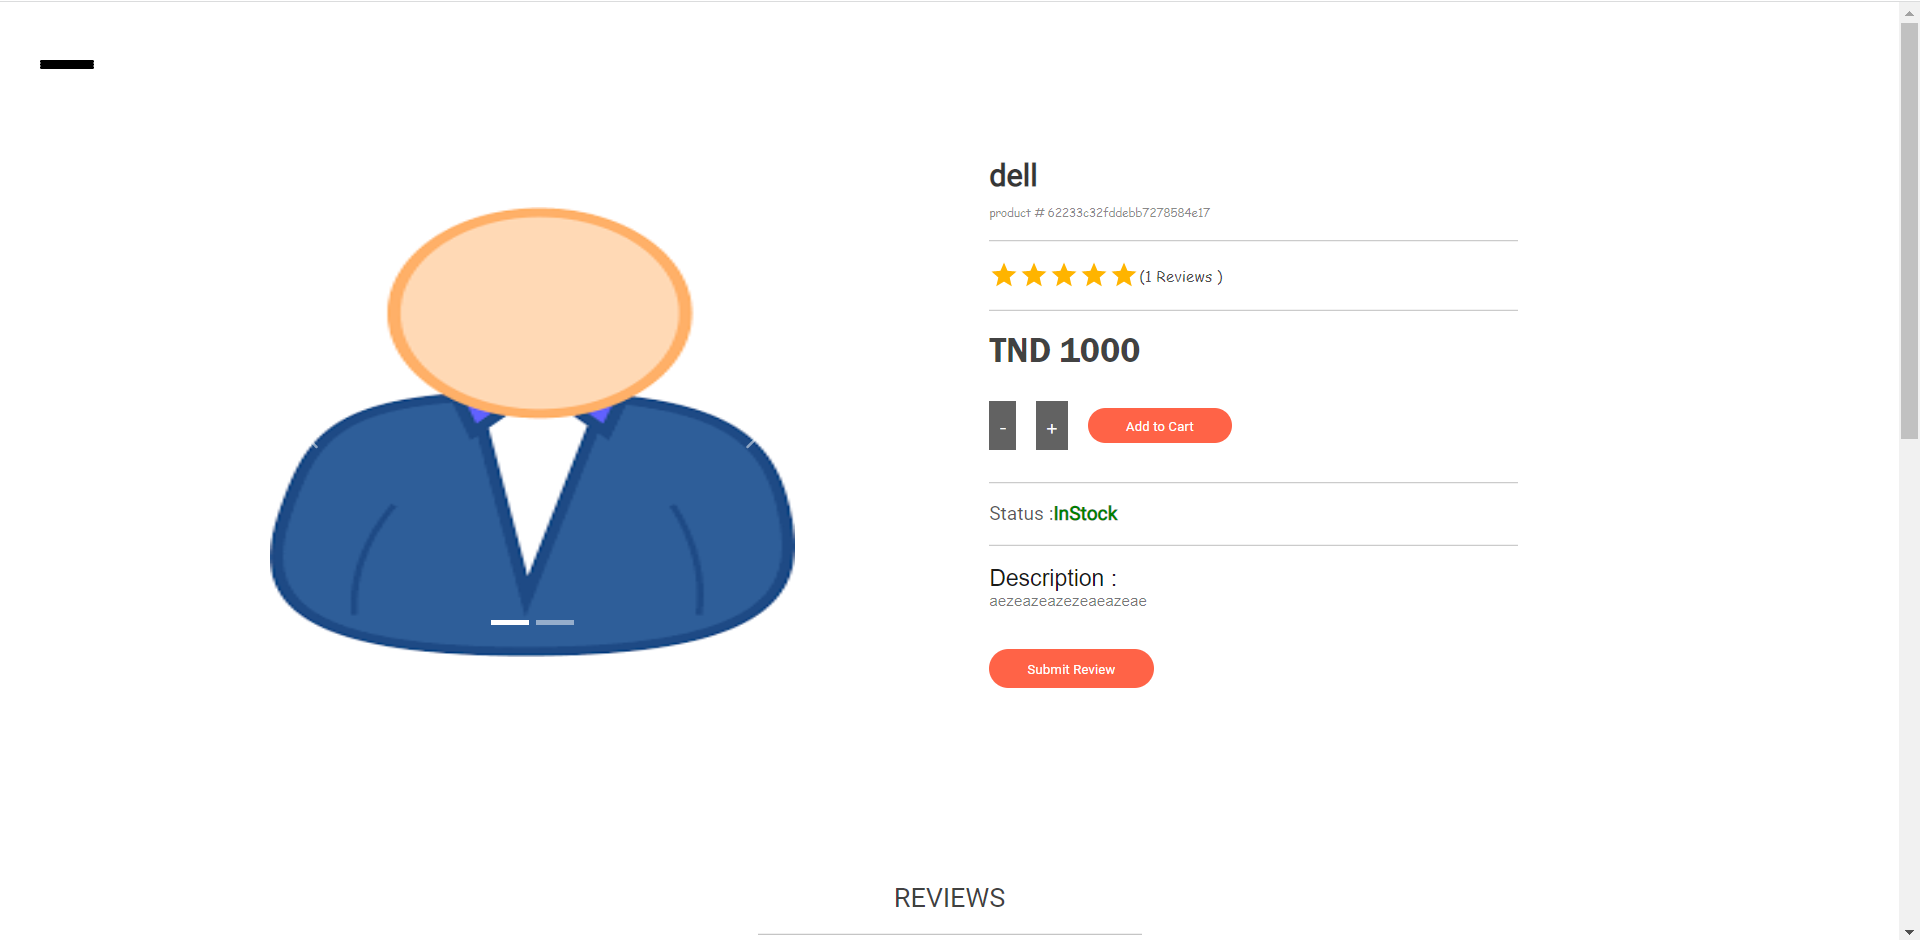 dell
product # 62233c32fddebb7278584e17
(1 Reviews )
TND 1000
- + Add to Cart
Status :InStock
Description :
aezeazeazezeaeazeae
Submit Review
REVIEWS